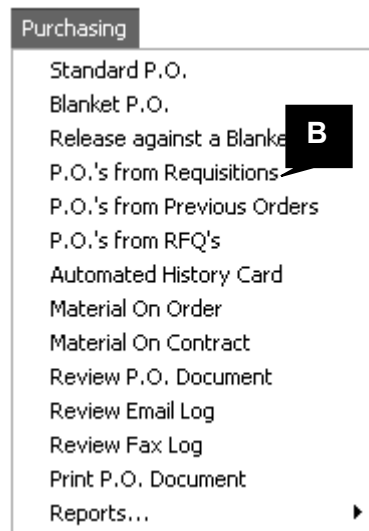 Purchasing
Standard P.O.
Blanket P.O.
Release against a Blanke
B
P.O.'s from Requisitions
P.O.'s from Previous Orders
P.O.'s from RFQ's
Automated History Card
Material On Order
Material On Contract
Review P.O. Document
Review Email Log
Review Fax Log
Print P.O. Document
Reports...